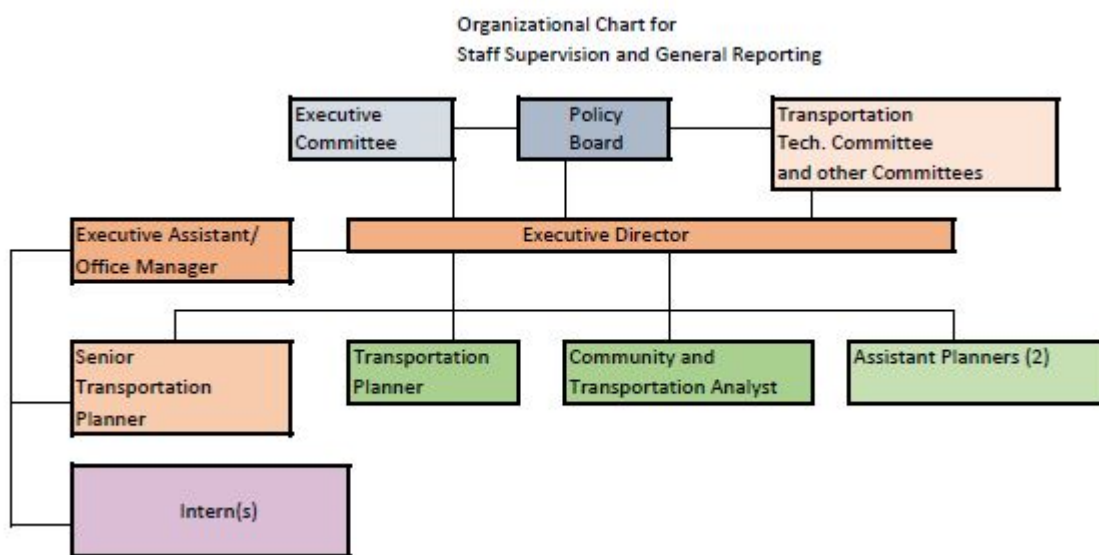 Organizational Chart for
Staff Supervision and General Reporting
Executive
Committee
Policy
Board
Transportation
Tech. Committee
and other Committees
Executive Assistant/
Office Manager
Executive Director
Senior
Transportation
Planner
Transportation
Planner
Community and
Transportation Analyst
Assistant Planners (2)
Intern(s)